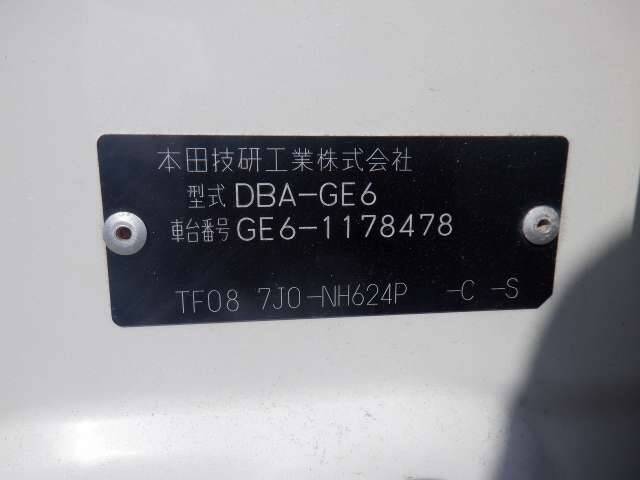 本田技研工業株式会社
型式 DBA-GE6
車台番号 GE6-1178478
TF08 7J0-NH624P -C -S